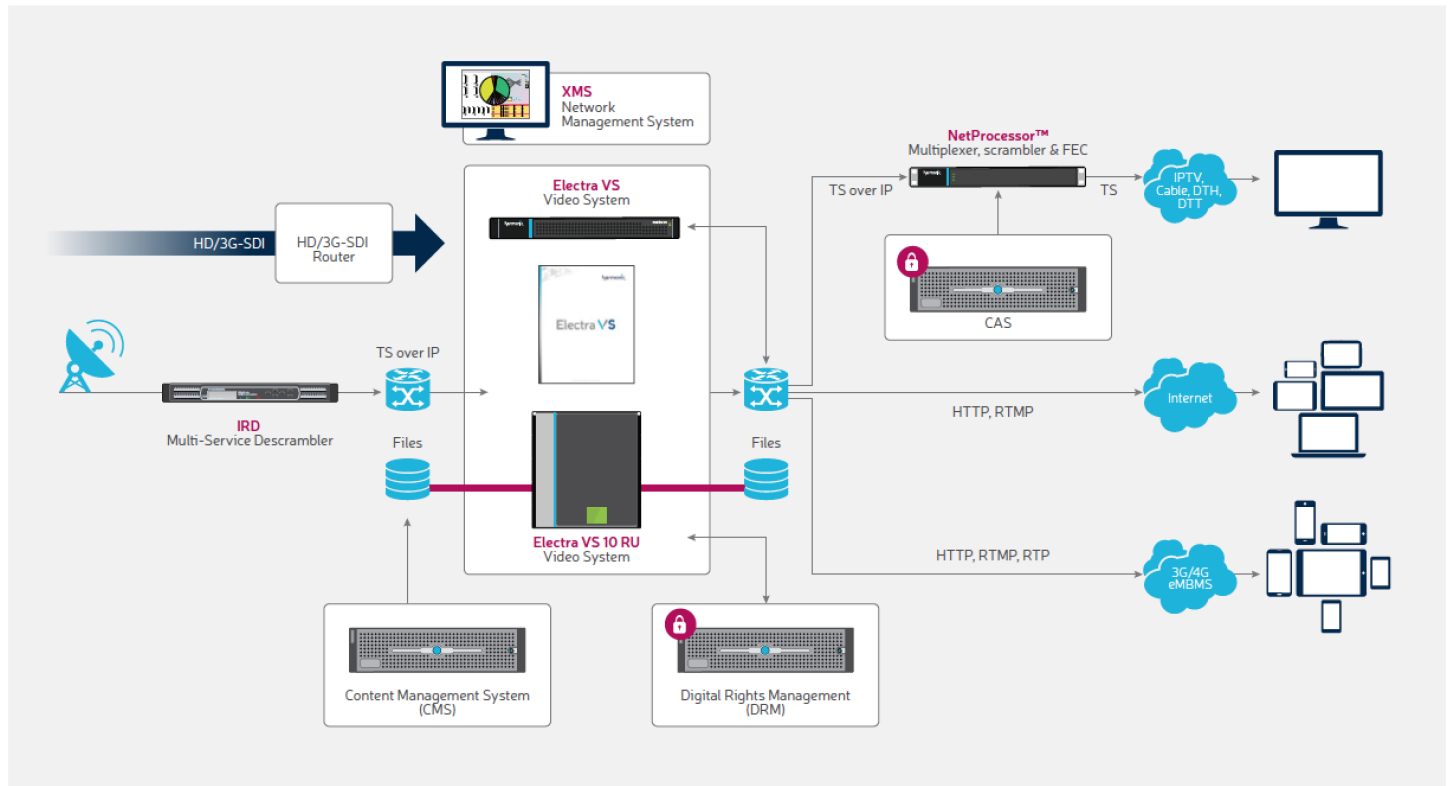 XMS
Network
Management System
NetProcessor™
Multiplexer, scrambler & FEC
harmonic
TS over IP
TS
IPTV,
Cable, DTH,
DTT
Electra VS
Video System
harmonic
HD/3G-SDI
HD/3G-SDI
Router
harmonic
Electra VS
CAS
TS over IP
IRD
Multi-Service Descrambler
HTTP, RTMP
Internet
Files
Files
Electra VS 10 RU
Video System
HTTP, RTMP, RTP
3G/4G
eMBMS
Content Management System
(CMS)
Digital Rights Management
(DRM)